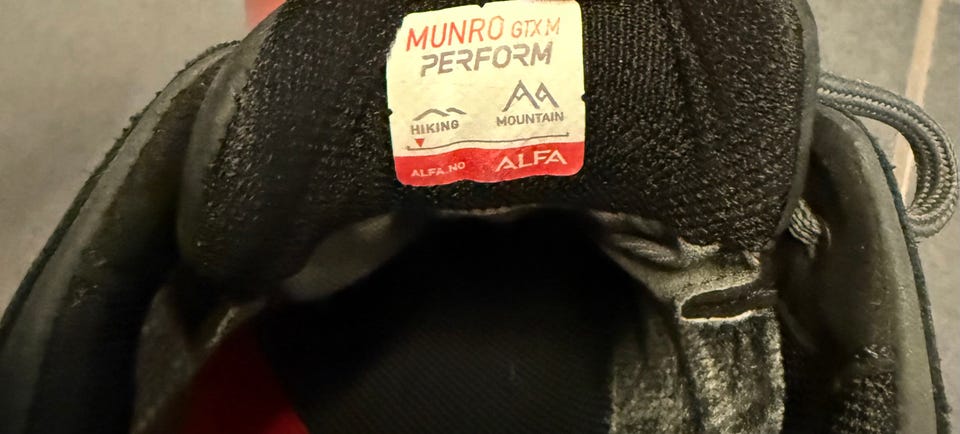 MUNRO GTX M
PERFORM
HIKING MOUNTAIN
ALFA.NO ALFA